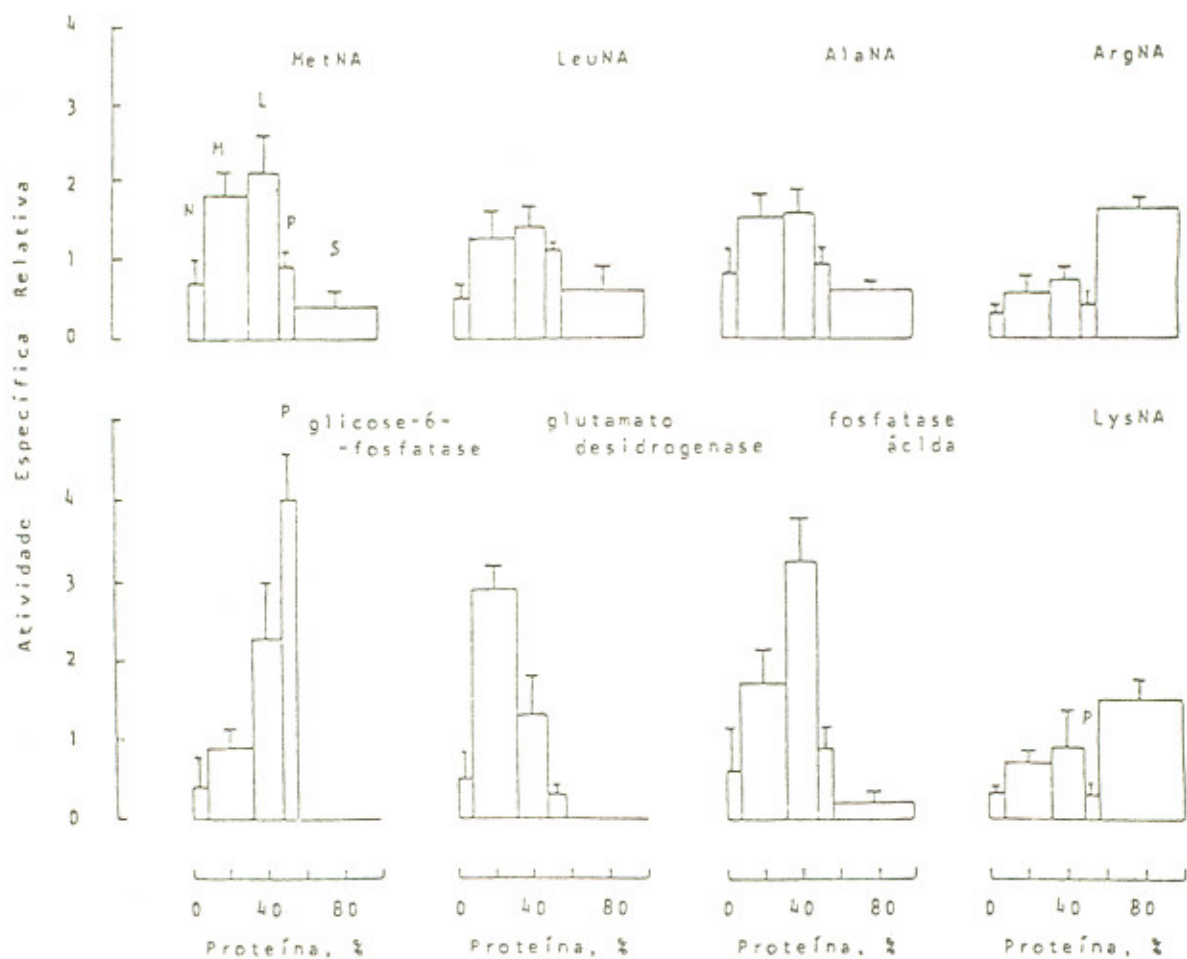 Atividade Específica Relativa
4
3
2
1
0
MetNA
LeuNA
AlaNA
ArgNA
N
M
L
P
S
4
3
2
1
0
P
glicose-6-
-fosfatase
glutamato
desidrogenase
fosfatase
ácida
LysNA
P
0 40 80
0 40 80
0 40 80
0 40 80
Proteína, %
Proteína, %
Proteína, %
Proteína, %